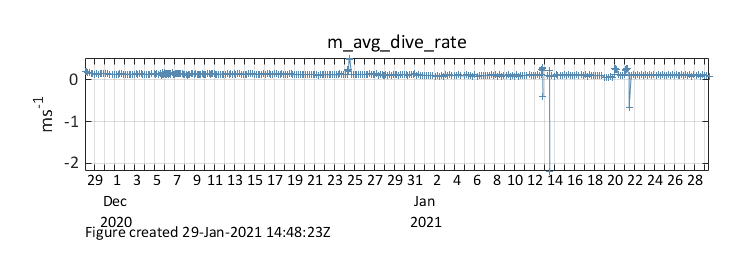 m_avg_dive_rate
0
-1
-2
ms-1
29 1 3 5 7 9 11 13 15 17 19 21 23 25 27 29 31 2 4 6 8 10 12 14 16 18 20 22 24 26 28
Dec Jan
2020 2021
Figure created 29-Jan-2021 14:48:23Z